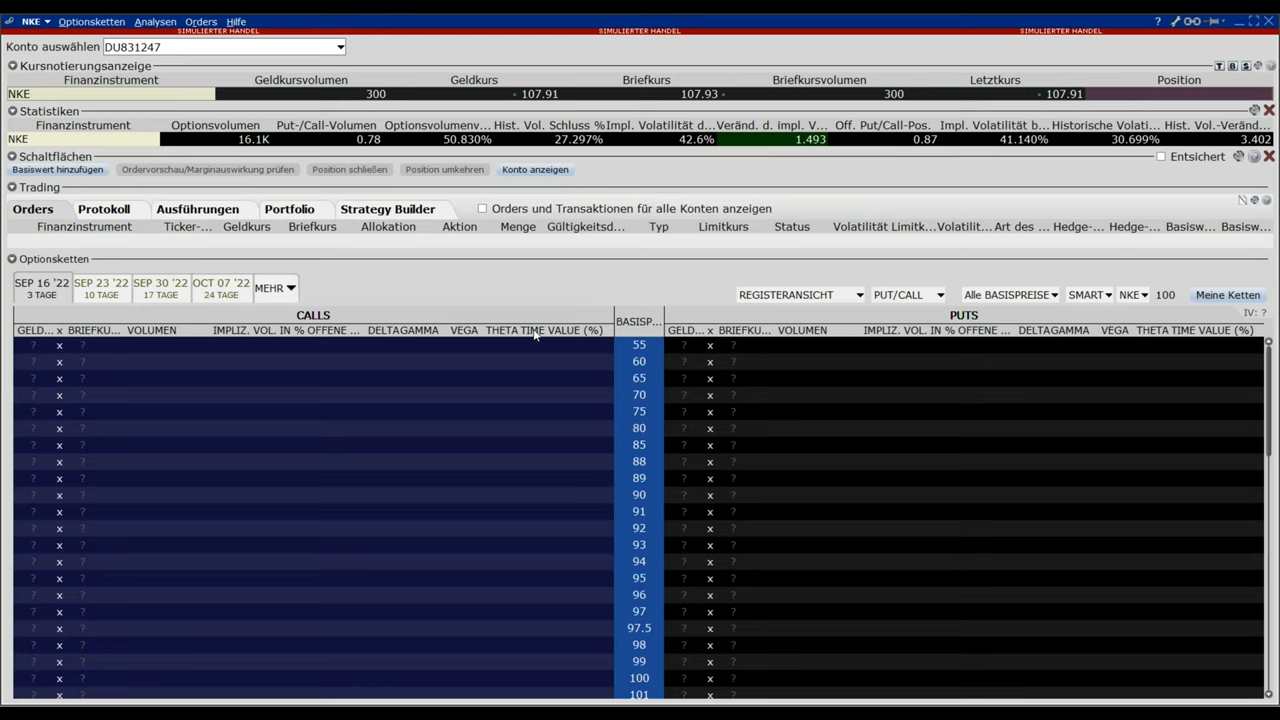 NKE Optionsketten Analysen Orders Hilfe ?
SIMULIERTER HANDEL SIMULIERTER HANDEL SIMULIERTER HANDEL
Konto auswählen DU831247
Kursnotierungsanzeige T B S
Finanzinstrument Geldkursvolumen Geldkurs Briefkurs Briefkursvolumen Letztkurs Position
NKE 300 107.91 107.93 300 107.91
Statistiken
Finanzinstrument Optionsvolumen Put-/Call-Volumen Optionsvolumenv... Hist. Vol. Schluss % Impl. Volatilität d... Veränd. d. impl. V... Off. Put/Call-Pos. Impl. Volatilität b... Historische Volati... Hist. Vol.-Veränd...
NKE 16.1K 0.78 50.830% 27.297% 42.6% 1.493 0.87 41.140% 30.699% 3.402
Schaltflächen Entsichert
Basiswert hinzufügen Ordervorschau/Marginauswirkung prüfen Position schließen Position umkehren Konto anzeigen
Trading
Orders Protokoll Ausführungen Portfolio Strategy Builder Orders und Transaktionen für alle Konten anzeigen
Finanzinstrument Ticker-... Geldkurs Briefkurs Allokation Aktion Menge Gültigkeitsd... Typ Limitkurs Status Volatilität Limitk... Volatilit... Art des ... Hedge-... Hedge-... Basisw... Basisw...
Optionsketten
SEP 16 '22 SEP 23 '22 SEP 30 '22 OCT 07 '22 MEHR
3 TAGE 10 TAGE 17 TAGE 24 TAGE
REGISTERANSICHT PUT/CALL Alle BASISPREISE SMART NKE 100 Meine Ketten
CALLS BASISP... PUTS IV: ?
GELD... x BRIEFKU... VOLUMEN IMPLIZ. VOL. IN % OFFENE ... DELTA GAMMA VEGA THETA TIME VALUE (%) GELD... x BRIEFKU... VOLUMEN IMPLIZ. VOL. IN % OFFENE ... DELTA GAMMA VEGA THETA TIME VALUE (%)
? x ? 55 ? x ?
? x ? 60 ? x ?
? x ? 65 ? x ?
? x ? 70 ? x ?
? x ? 75 ? x ?
? x ? 80 ? x ?
? x ? 85 ? x ?
? x ? 88 ? x ?
? x ? 89 ? x ?
? x ? 90 ? x ?
? x ? 91 ? x ?
? x ? 92 ? x ?
? x ? 93 ? x ?
? x ? 94 ? x ?
? x ? 95 ? x ?
? x ? 96 ? x ?
? x ? 97 ? x ?
? x ? 97.5 ? x ?
? x ? 98 ? x ?
? x ? 99 ? x ?
? x ? 100 ? x ?
? x ? 101 ? x ?